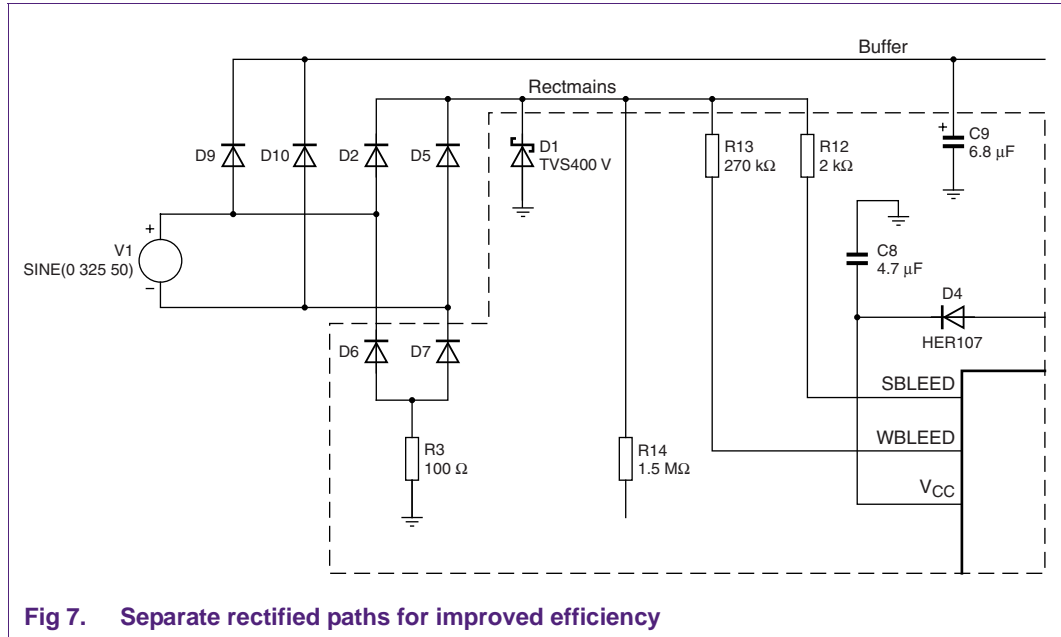 Buffer
Rectmains
D9
D10
D2
D5
D1
TVS400 V
R13
270 kΩ
R12
2 kΩ
+
C9
6.8 μF
+
V1
SINE(0 325 50)
−
C8
4.7 μF
D4
HER107
D6
D7
SBLEED
WBLEED
VCC
R3
100 Ω
R14
1.5 MΩ
Fig 7. Separate rectified paths for improved efficiency